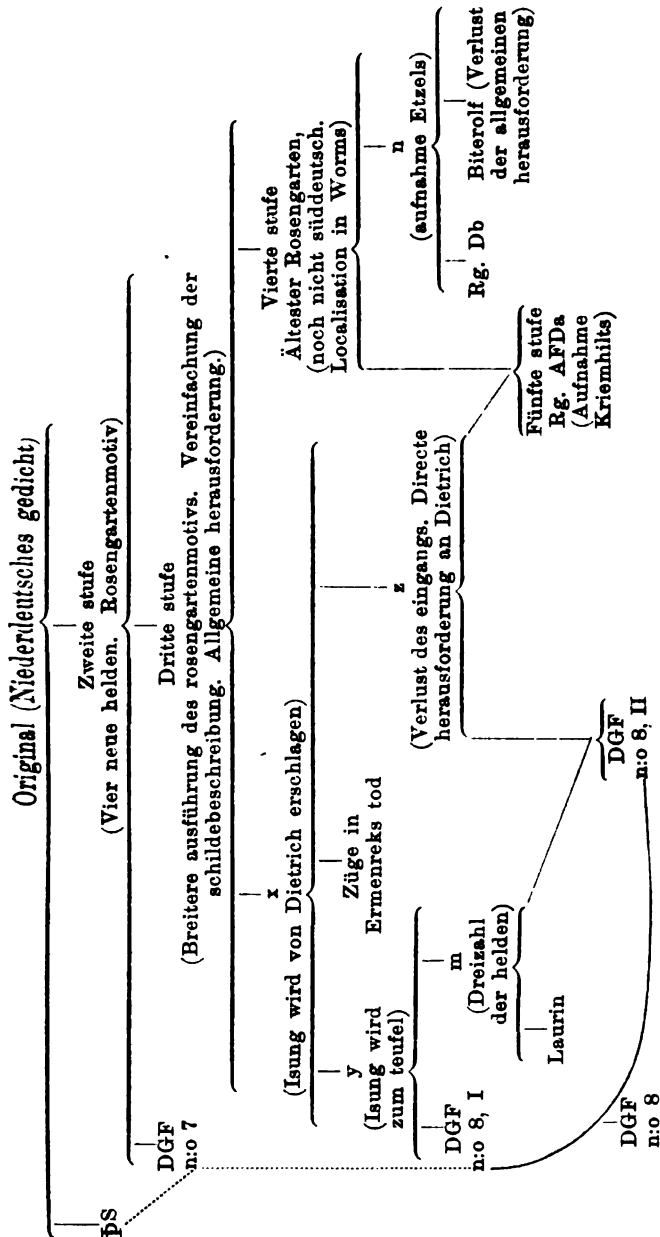 Original (Niederdeutsches gedicht)
þS
Zweite stufe
(Vier neue helden. Rosengartenmotiv)
DGF
n:o 7
Dritte stufe
(Breitere ausführung des rosengartenmotivs. Vereinfachung der
schildebeschreibung. Allgemeine herausforderung.)
x
(Isung wird von Dietrich erschlagen)
Vierte stufe
Ältester Rosengarten,
(noch nicht süddeutsch.
Localisation in Worms)
y
(Isung wird
zum teufel)
Züge in
Ermenreks tod
z
(Verlust des eingangs. Directe
herausforderung an Dietrich)
n
(aufnahme Etzels)
DGF
n:o 8, I
m
(Dreizahl
der helden)
Rg. Db
Biterolf (Verlust
der allgemeinen
herausforderung)
Laurin
Fünfte stufe
Rg. AFDa
(Aufnahme
Kriemhilts)
DGF
n:o 8, II
DGF
n:o 8